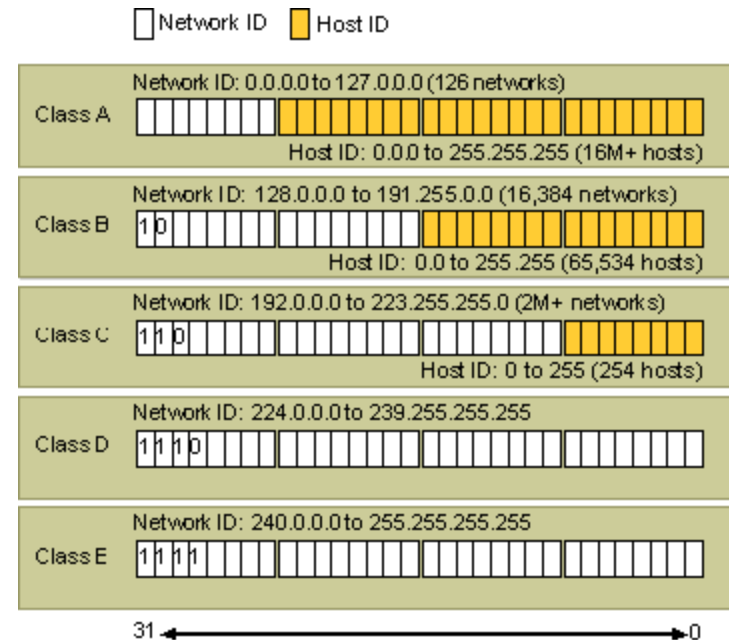 Network ID Host ID
Network ID: 0.0.0.0 to 127.0.0.0 (126 networks)
Class A
Host ID: 0.0.0 to 255.255.255 (16M+ hosts)
Network ID: 128.0.0.0 to 191.255.0.0 (16,384 networks)
Class B
1 0
Host ID: 0.0 to 255.255 (65,534 hosts)
Network ID: 192.0.0.0 to 223.255.255.0 (2M+ networks)
Class C
1 1 0
Host ID: 0 to 255 (254 hosts)
Network ID: 224.0.0.0 to 239.255.255.255
Class D
1 1 1 0
Network ID: 240.0.0.0 to 255.255.255.255
Class E
1 1 1 1
31 0